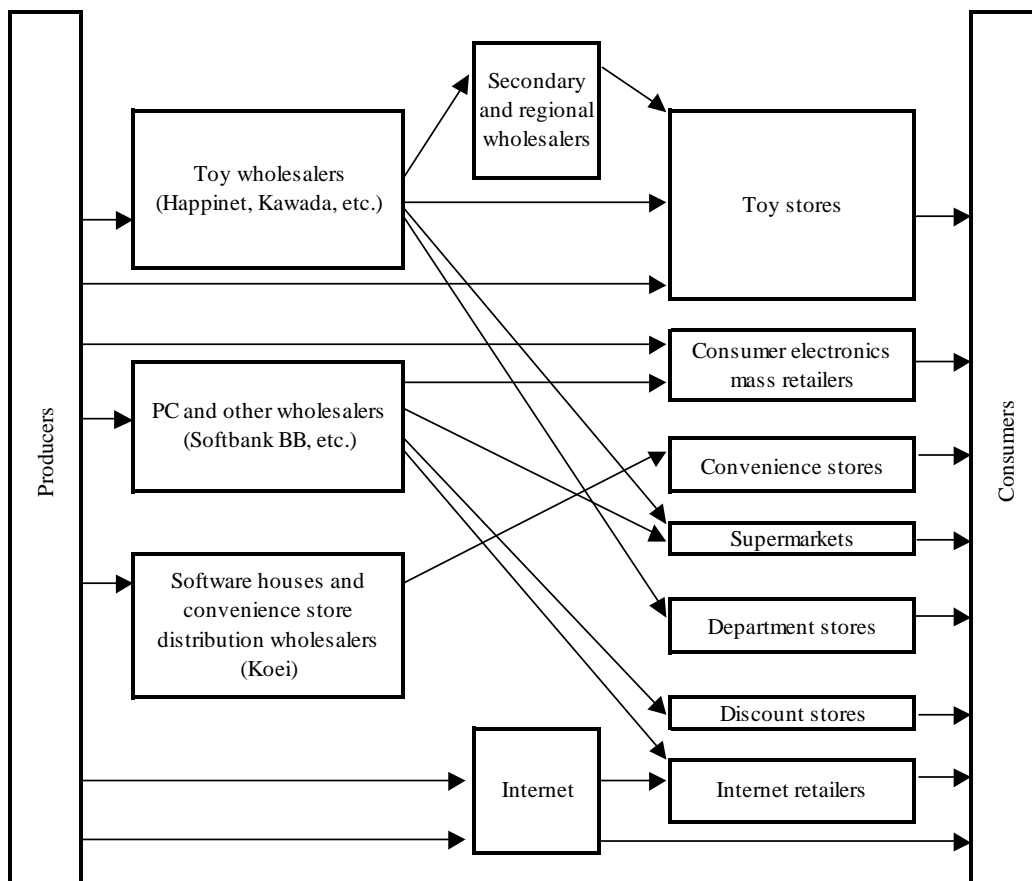 Producers
Toy wholesalers
(Happinet, Kawada, etc.)
PC and other wholesalers
(Softbank BB, etc.)
Software houses and
convenience store
distribution wholesalers
(Koei)
Secondary
and regional
wholesalers
Internet
Toy stores
Consumer electronics
mass retailers
Convenience stores
Supermarkets
Department stores
Discount stores
Internet retailers
Consumers